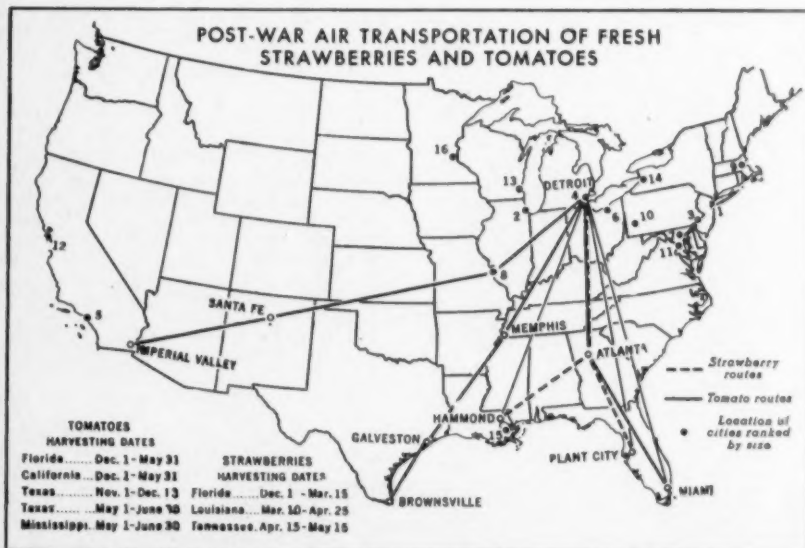 POST-WAR AIR TRANSPORTATION OF FRESH
STRAWBERRIES AND TOMATOES
16
13
DETROIT
4
14
2
6
10
3
1
11
12
8
5
SANTA FE
IMPERIAL VALLEY
MEMPHIS
ATLANTA
Strawberry
routes
Tomato routes
Location of
cities ranked
by size
HAMMOND
15
GALVESTON
PLANT CITY
MIAMI
BROWNSVILLE
TOMATOES
HARVESTING DATES
Florida...... Dec. 1-May 31
California... Dec. 1-May 31
Texas....... Nov. 1-Dec. 13
Texas....... May 1-June 30
Mississippi. May 1-June 30
STRAWBERRIES
HARVESTING DATES
Florida.....Dec. 1 -Mar. 15
Louisiana....Mar. 10-Apr. 25
Tennessee. Apr. 15-May 15